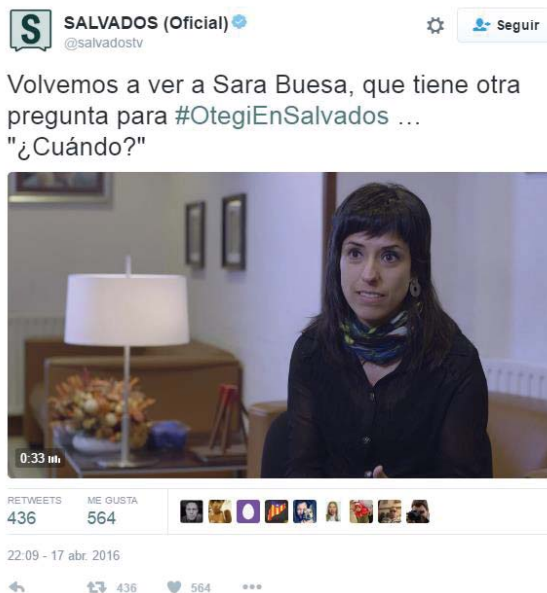 S
SALVADOS (Oficial)
@salvadostv
Seguir
Volvemos a ver a Sara Buesa, que tiene otra
pregunta para #OtegiEnSalvados ...
"¿Cuándo?"
0:33
RETWEETS
ME GUSTA
436
564
22:09 - 17 abr. 2016
436
564